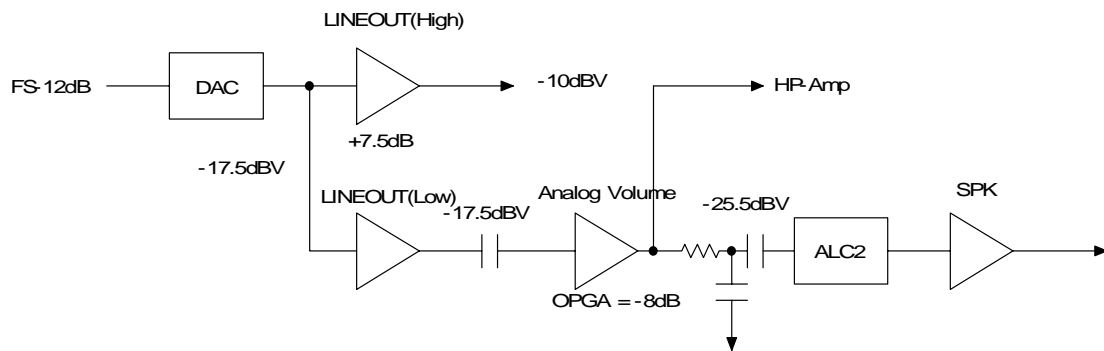 LINEOUT(High)
FS-12dB
DAC
-10dBV
HP-Amp
+7.5dB
-17.5dBV
LINEOUT(Low)
-17.5dBV
Analog Volume
-25.5dBV
SPK
ALC2
OPGA = -8dB